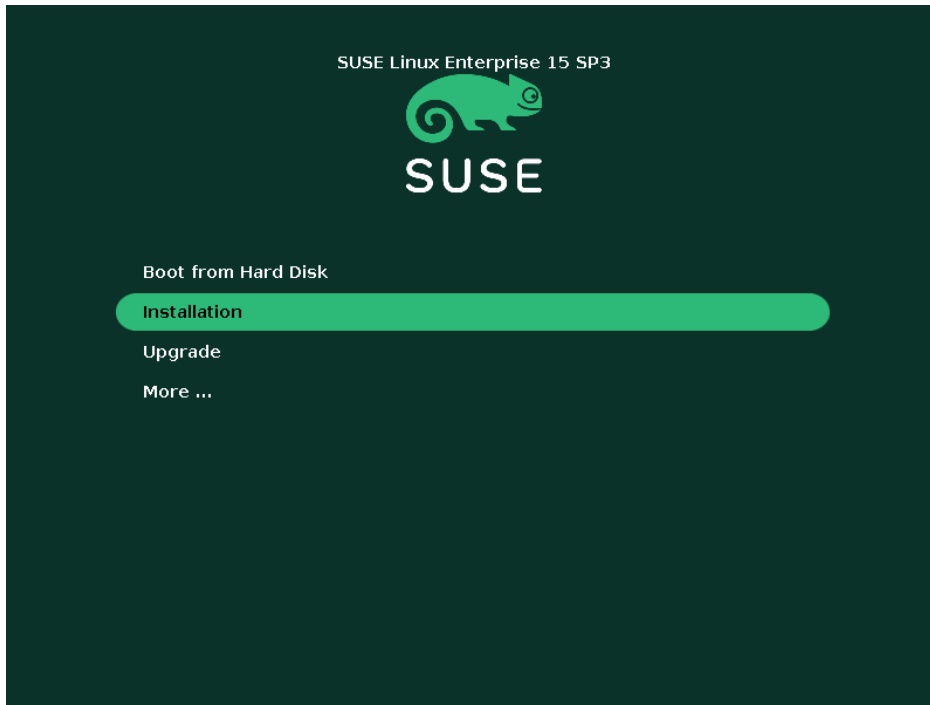 SUSE Linux Enterprise 15 SP3
SUSE
Boot from Hard Disk
Installation
Upgrade
More ...